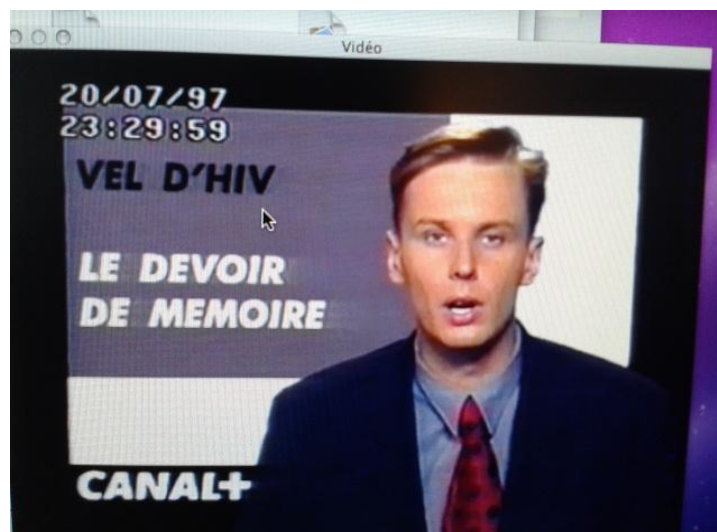 Vidéo
20/07/97
23:29:59
VEL D'HIV
LE DEVOIR
DE MEMOIRE
CANAL+